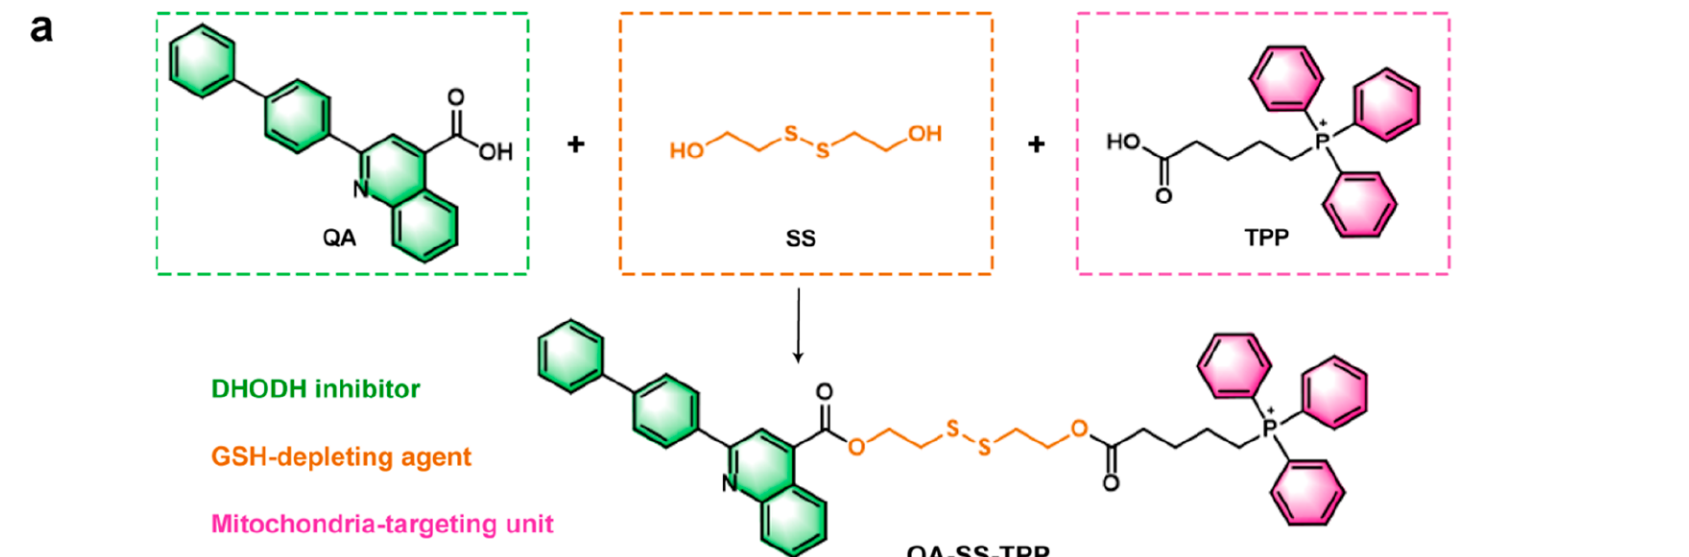 a
O
OH
N
QA
+
HO
S
S
OH
SS
+
HO
O
P
+
TPP
DHODH inhibitor
GSH-depleting agent
Mitochondria-targeting unit
O
O
N
S
S
O
O
P
+
QA-SS-TPP